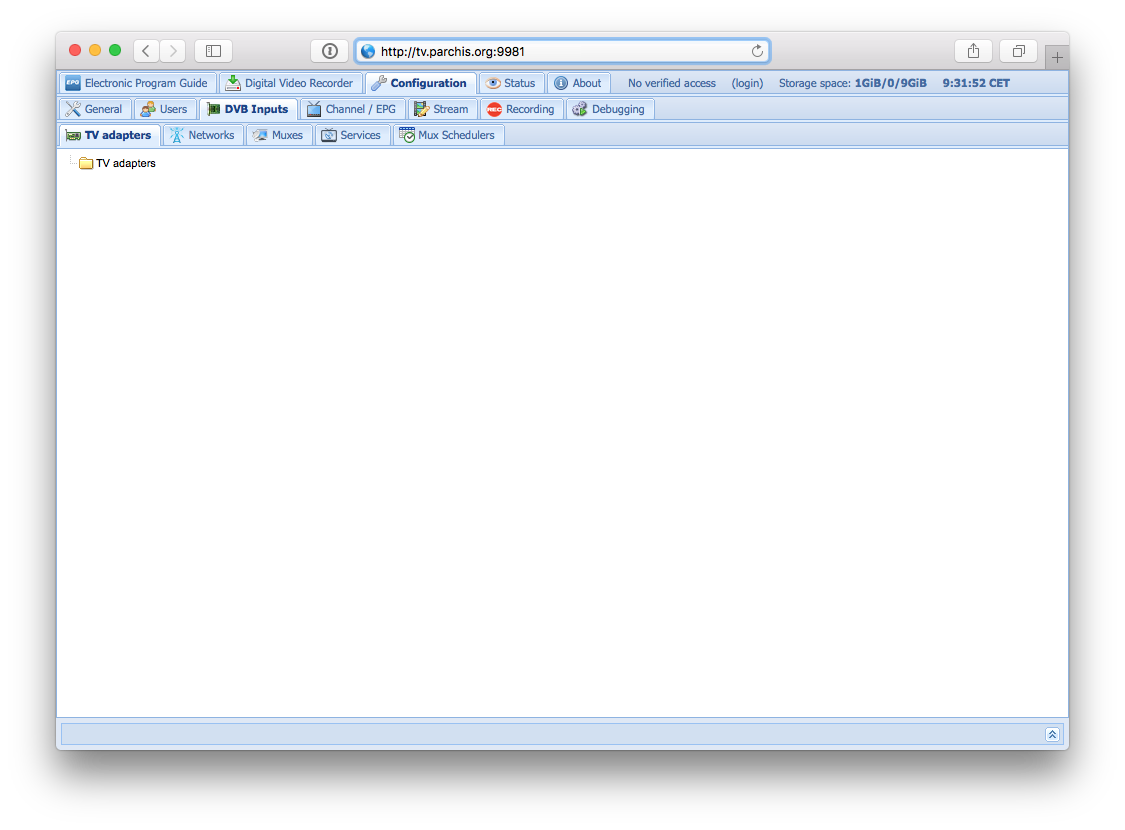 http://tv.parchis.org:9981
EPG Electronic Program Guide Digital Video Recorder Configuration Status About No verified access (login) Storage space: 1GiB/0/9GiB 9:31:52 CET
General Users DVB Inputs Channel / EPG Stream REC Recording Debugging
TV adapters Networks Muxes Services Mux Schedulers
TV adapters